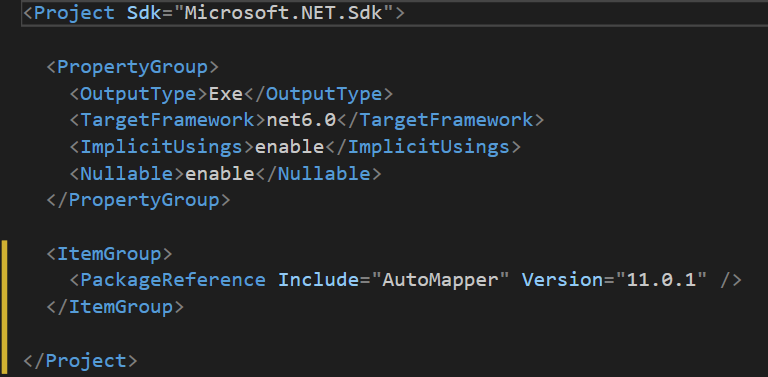 <Project Sdk="Microsoft.NET.Sdk">
<PropertyGroup>
<OutputType>Exe</OutputType>
<TargetFramework>net6.0</TargetFramework>
<ImplicitUsings>enable</ImplicitUsings>
<Nullable>enable</Nullable>
</PropertyGroup>
<ItemGroup>
<PackageReference Include="AutoMapper" Version="11.0.1" />
</ItemGroup>
</Project>